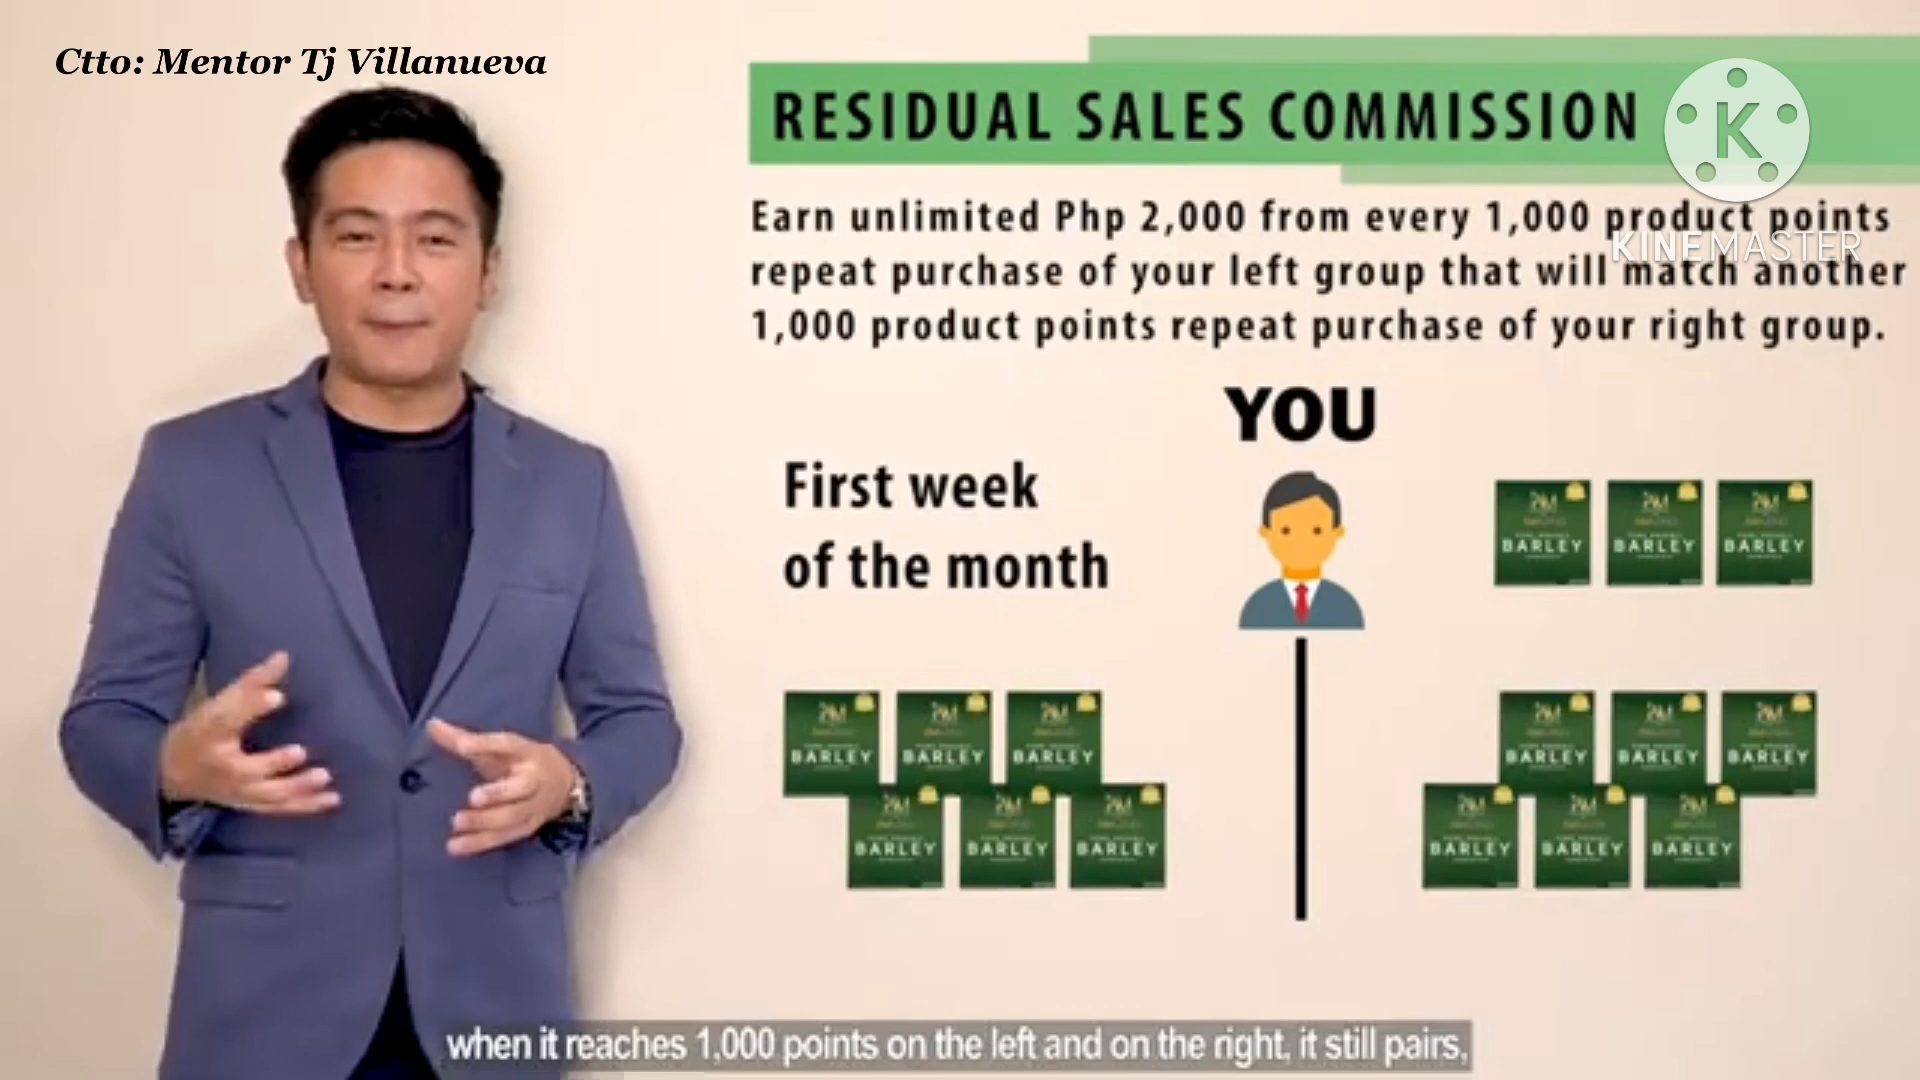 Ctto: Mentor Tj Villanueva
RESIDUAL SALES COMMISSION
K
KINEMASTER
Earn unlimited Php 2,000 from every 1,000 product points
repeat purchase of your left group that will match another
1,000 product points repeat purchase of your right group.
YOU
First week
of the month
BARLEY BARLEY BARLEY
BARLEY BARLEY BARLEY
BARLEY BARLEY BARLEY
BARLEY BARLEY BARLEY
BARLEY BARLEY BARLEY
when it reaches 1,000 points on the left and on the right, it still pairs,